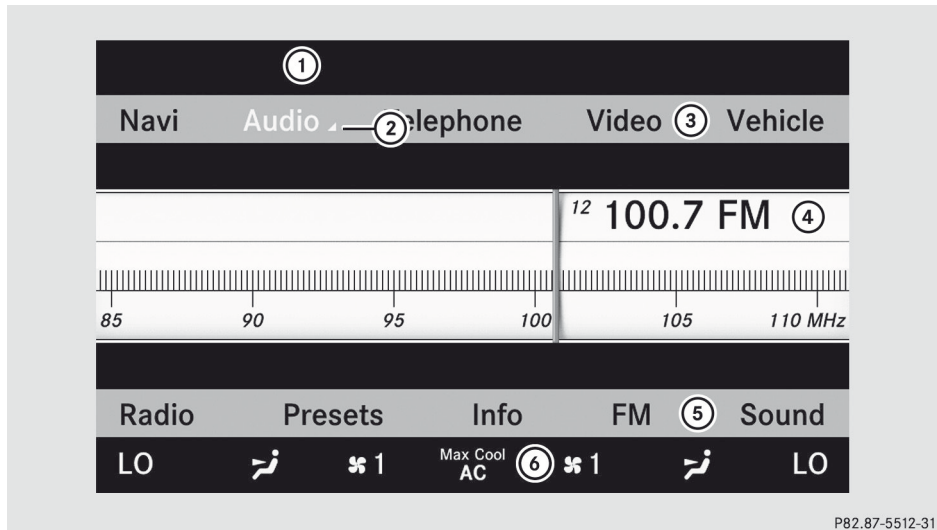 1
Navi Audio 2 elephone Video 3 Vehicle
12 100.7 FM 4
85 90 95 100 105 110 MHz
Radio Presets Info FM 5 Sound
LO 1 Max Cool AC 6 1 LO
P82.87-5512-31